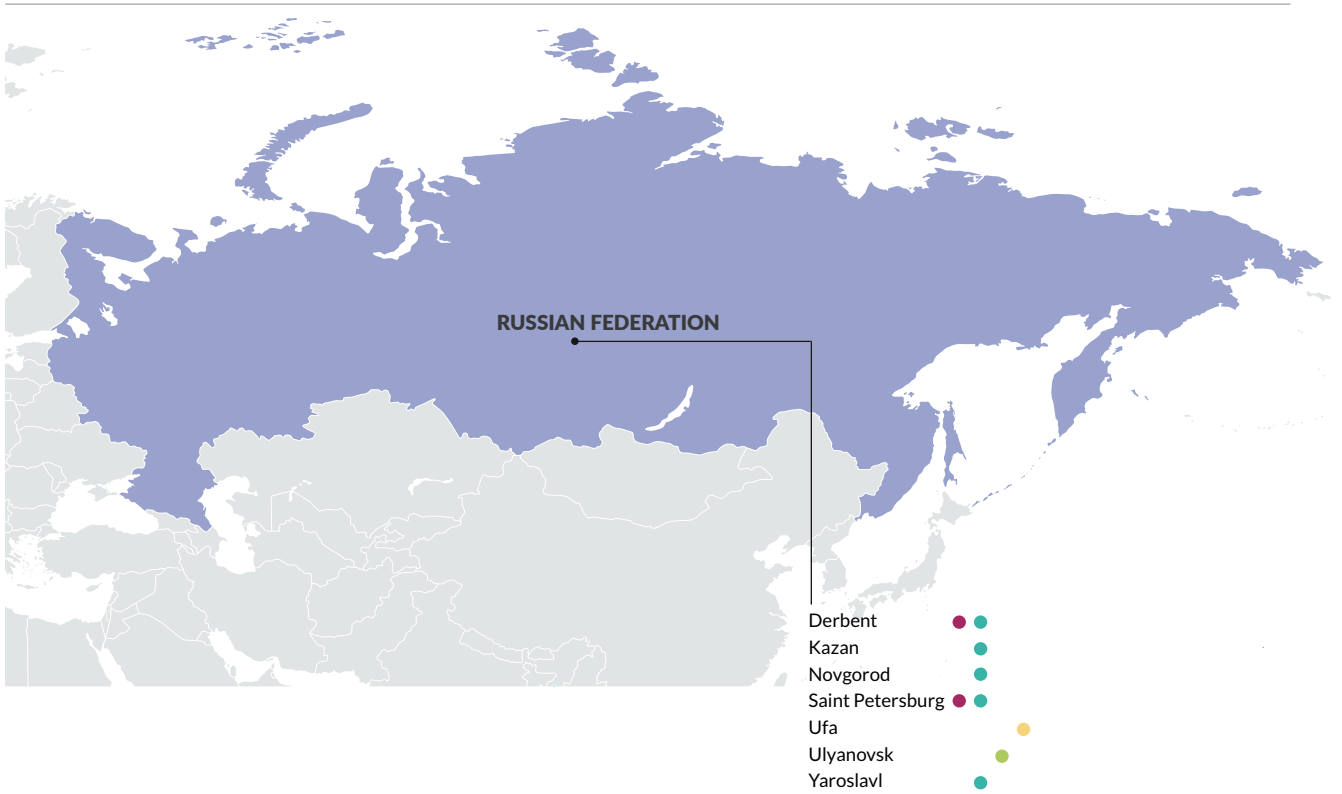 RUSSIAN FEDERATION
Derbent
Kazan
Novgorod
Saint Petersburg
Ufa
Ulyanovsk
Yaroslavl